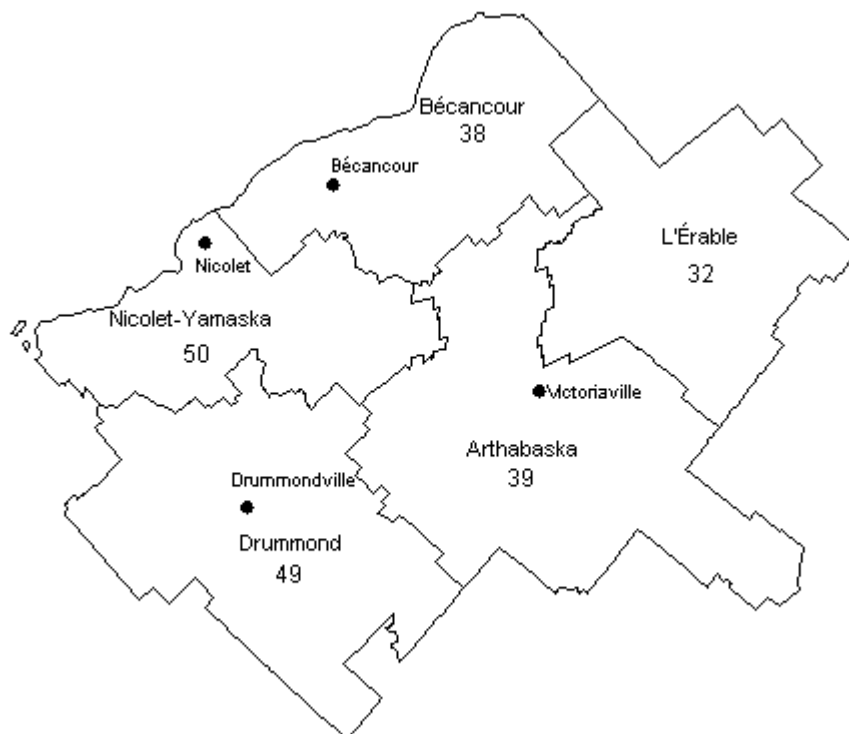 Bécancour
38
Bécancour
L'Érable
32
Nicolet
Nicolet-Yamaska
50
Victoriaville
Arthabaska
39
Drummondville
Drummond
49